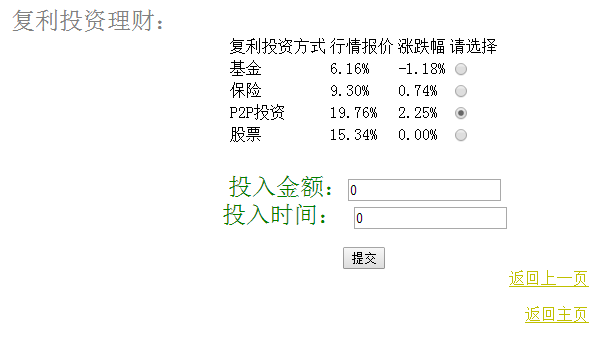 复利投资理财：
复利投资方式 行情报价 涨跌幅 请选择
基金 6.16% -1.18%
保险 9.30% 0.74%
P2P投资 19.76% 2.25%
股票 15.34% 0.00%
投入金额： 0
投入时间： 0
提交
返回上一页
返回主页